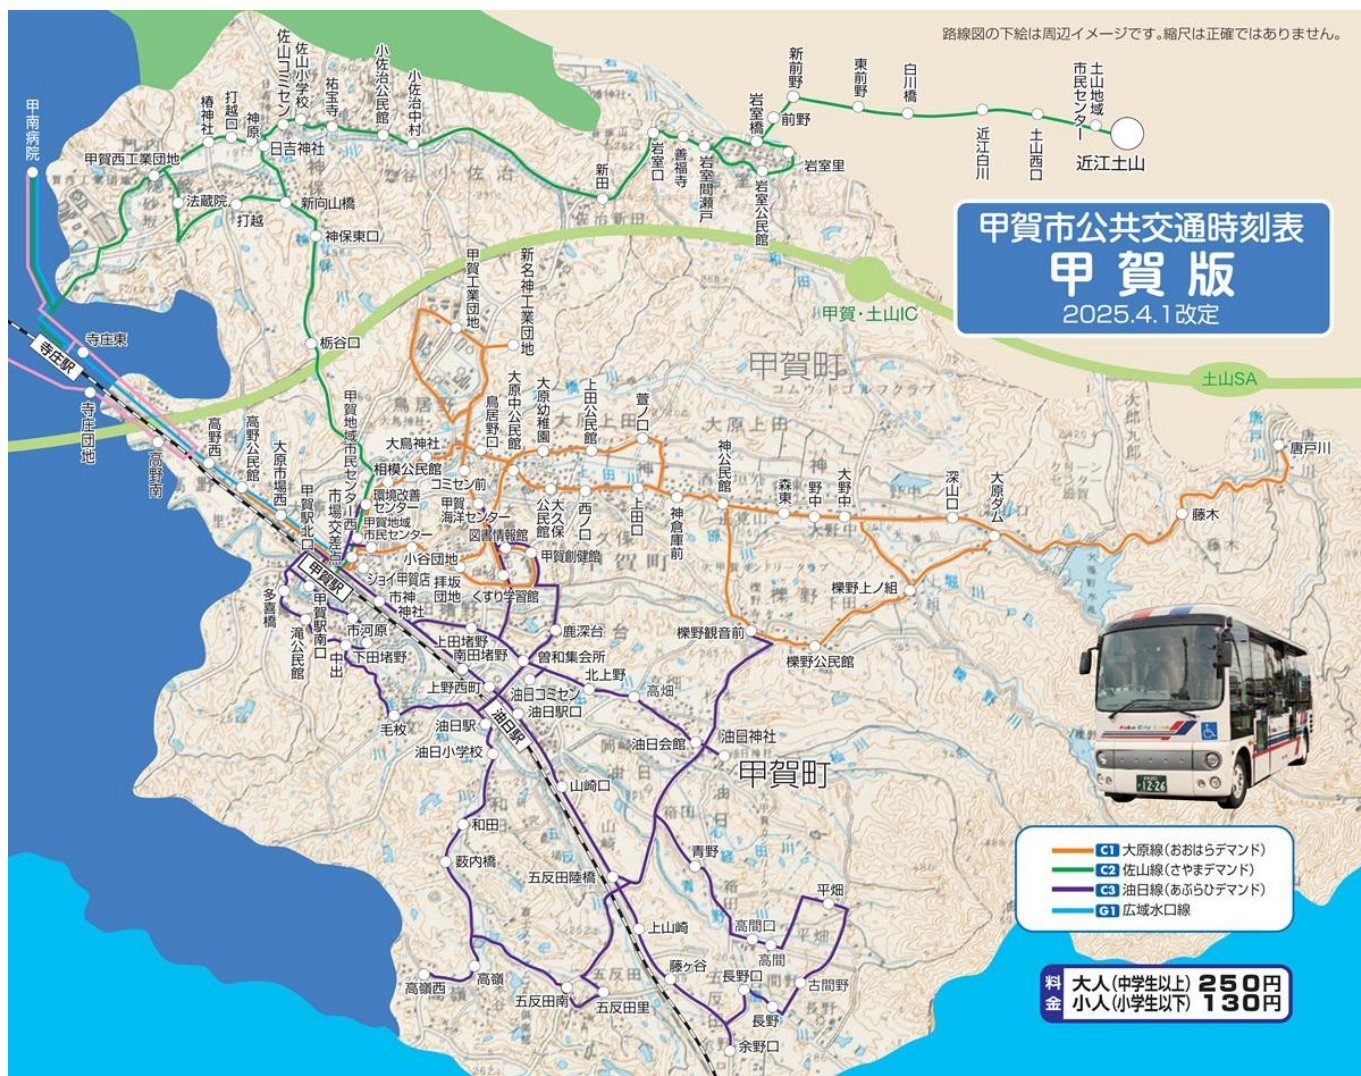 路線図の下絵は周辺イメージです。縮尺は正確ではありません。
甲賀市公共交通時刻表
甲賀版
2025.4.1改定
甲南病院
甲賀西工業団地
椿神社
打越口
神原
佐山コミセン
佐山小学校
祐宝寺
小佐治公民館
小佐治中村
日吉神社
法蔵院
打越
新向山橋
神保東口
栃谷口
新田
岩室口
善福寺
岩室間瀬戸
岩室公民館
岩室橋
岩室里
前野
新前野
東前野
白川橋
近江白川
土山西口
土山地域
市民センター
近江土山
甲賀・土山IC
土山SA
甲賀町
寺庄駅
寺庄東
寺庄団地
高野南
高野西
高野公民館
大原市場西
甲賀駅北口
市場交差点
甲賀地域市民センター西
甲賀工業団地
新名神工業団地
大鳥神社
相模公民館
環境改善
センター
甲賀地域
市民センター
コミセン前
鳥居野口
大原中公民館
大原幼稚園
上田公民館
萱ノ口
甲賀
海洋センター
大久保
公民館
西ノ口
上田口
神倉庫前
神公民館
森東
野中
大野中
深山口
大原ダム
藤木
唐戸川
図書情報館
甲賀創健館
小谷団地
拝坂
団地
くすり学習館
ジョイ甲賀店
甲賀駅
市神
神社
多喜橋
滝公民館
甲賀駅南口
市河原
中出
下田堵野
上田堵野
南田堵野
鹿深台
曽和集会所
上野西町
油日コミセン
油日駅口
油日駅
油日駅
北上野
高畑
油日会館
油日神社
櫟野観音前
櫟野公民館
櫟野上ノ組
毛枚
油日小学校
甲賀町
山崎口
和田
薮内橋
五反田陸橋
上山崎
青野
平畑
高間口
高間
藤ヶ谷
長野口
長野
古間野
高嶺西
高嶺
五反田南
五反田里
余野口
12-26
C1 大原線（おおはらデマンド）
C2 佐山線（さやまデマンド）
C3 油日線（あぶらひデマンド）
G1 広域水口線
料金
大人（中学生以上）250円
小人（小学生以下）130円